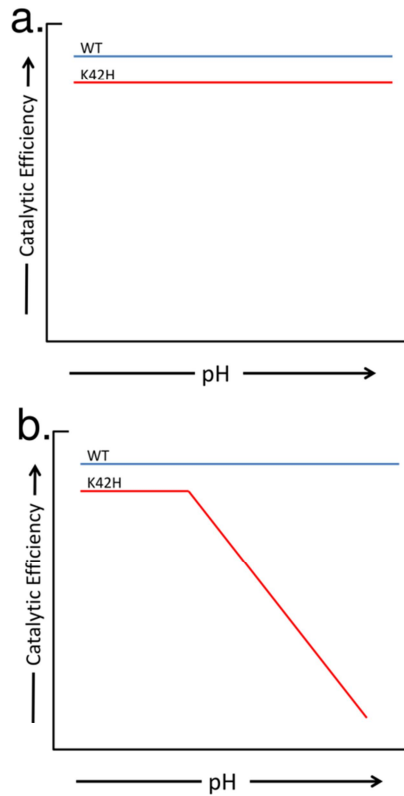 a.
WT
K42H
Catalytic Efficiency
pH
b.
WT
K42H
Catalytic Efficiency
pH